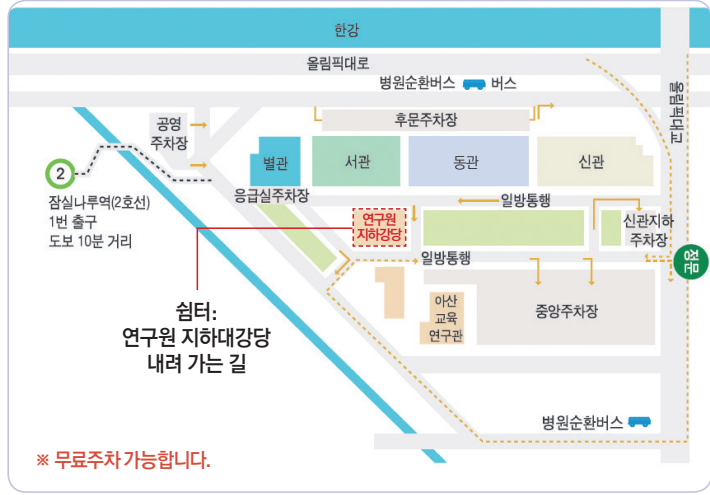 한강
올림픽대로
병원순환버스 버스
올림픽대교
공영
주차장
후문주차장
별관
서관
동관
신관
2
잠실나루역(2호선)
1번 출구
도보 10분 거리
응급실주차장
연구원
지하강당
일방통행
신관지하
주차장
일방통행
정문
쉼터:
연구원 지하대강당
내려 가는 길
아산
교육
연구관
중앙주차장
병원순환버스
※ 무료주차 가능합니다.